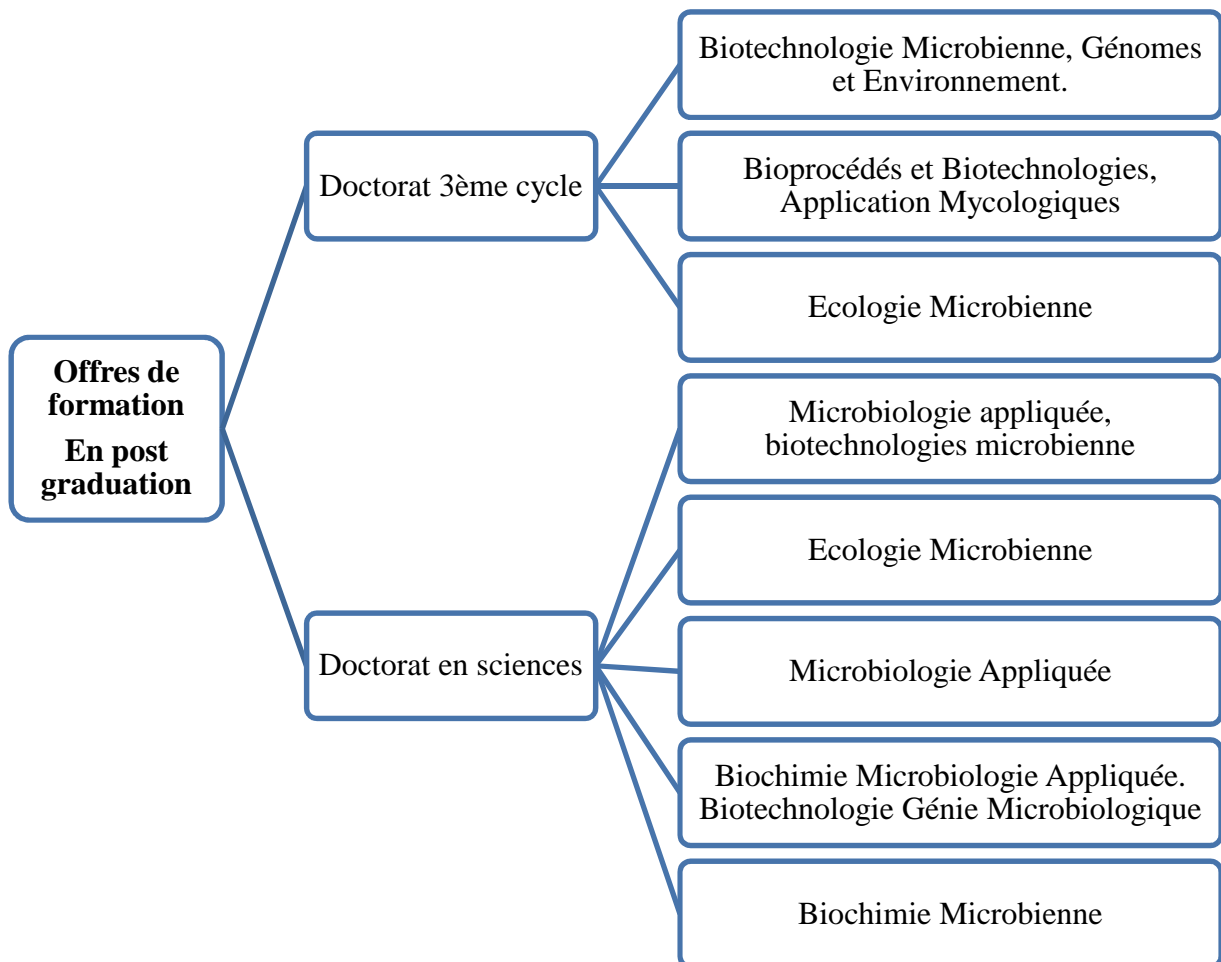 Offres de
formation
En post
graduation
Doctorat 3ème cycle
Biotechnologie Microbienne, Génomes
et Environnement.
Bioprocédés et Biotechnologies,
Application Mycologiques
Ecologie Microbienne
Doctorat en sciences
Microbiologie appliquée,
biotechnologies microbienne
Ecologie Microbienne
Microbiologie Appliquée
Biochimie Microbiologie Appliquée.
Biotechnologie Génie Microbiologique
Biochimie Microbienne